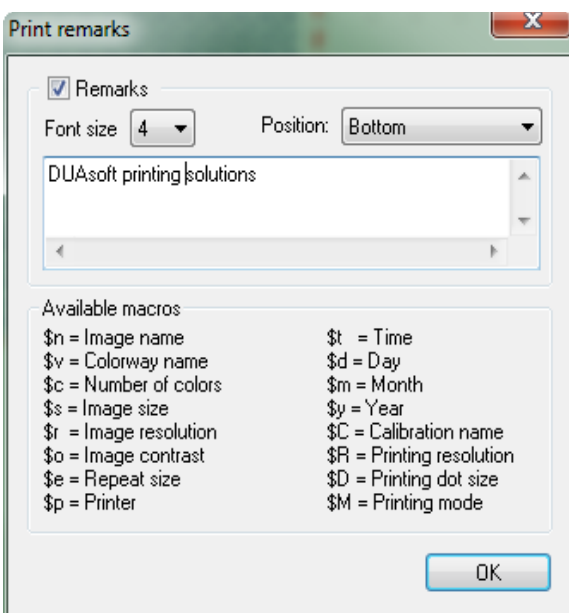 Print remarks
Remarks
Font size 4 Position: Bottom
DUAsoft printing solutions
Available macros
$n = Image name
$v = Colorway name
$c = Number of colors
$s = Image size
$r = Image resolution
$o = Image contrast
$e = Repeat size
$p = Printer
$t = Time
$d = Day
$m = Month
$y = Year
$C = Calibration name
$R = Printing resolution
$D = Printing dot size
$M = Printing mode
OK